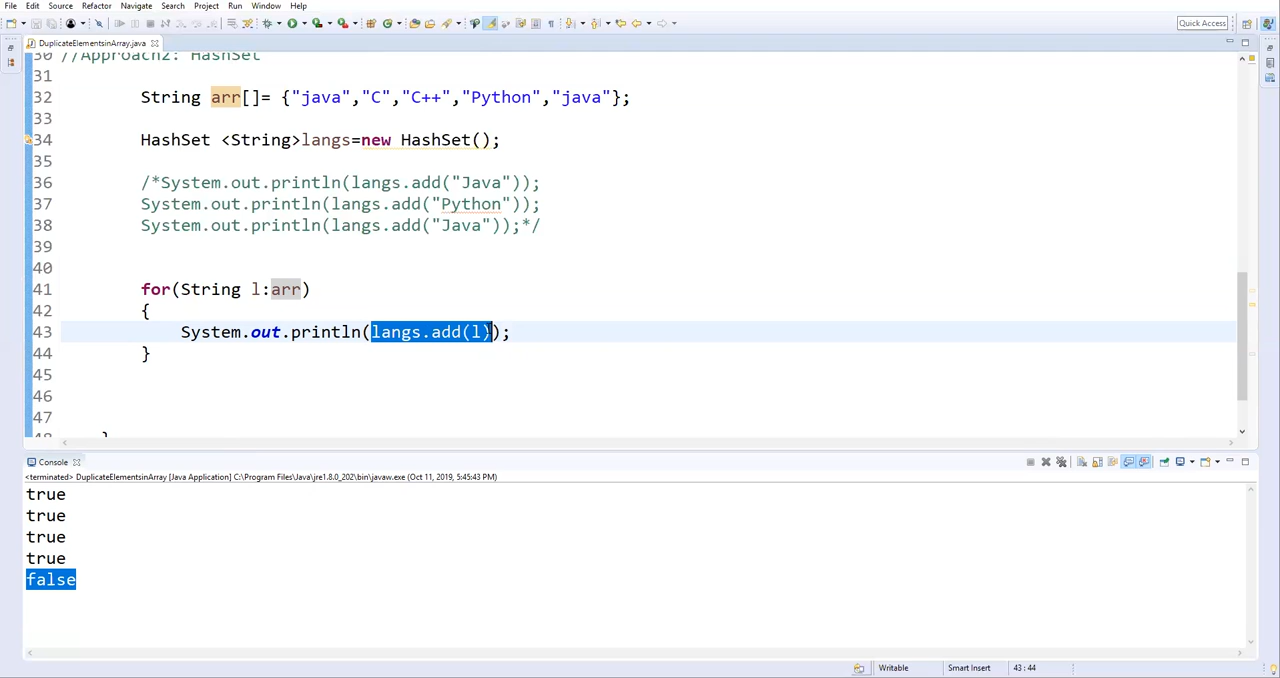 File Edit Source Refactor Navigate Search Project Run Window Help
Quick Access
DuplicateElementsinArray.java
30 //Approach2: HashSet
31
32 String arr[]= {"java","C","C++","Python","java"};
33
34 HashSet <String>langs=new HashSet();
35
36 /*System.out.println(langs.add("Java"));
37 System.out.println(langs.add("Python"));
38 System.out.println(langs.add("Java"));*/
39
40
41 for(String l:arr)
42 {
43 System.out.println(langs.add(l));
44 }
45
46
47
48 }
Console
<terminated> DuplicateElementsinArray [Java Application] C:\Program Files\Java\jre1.8.0_202\bin\javaw.exe (Oct 11, 2019, 5:45:43 PM)
true
true
true
true
false
Writable Smart Insert 43 : 44